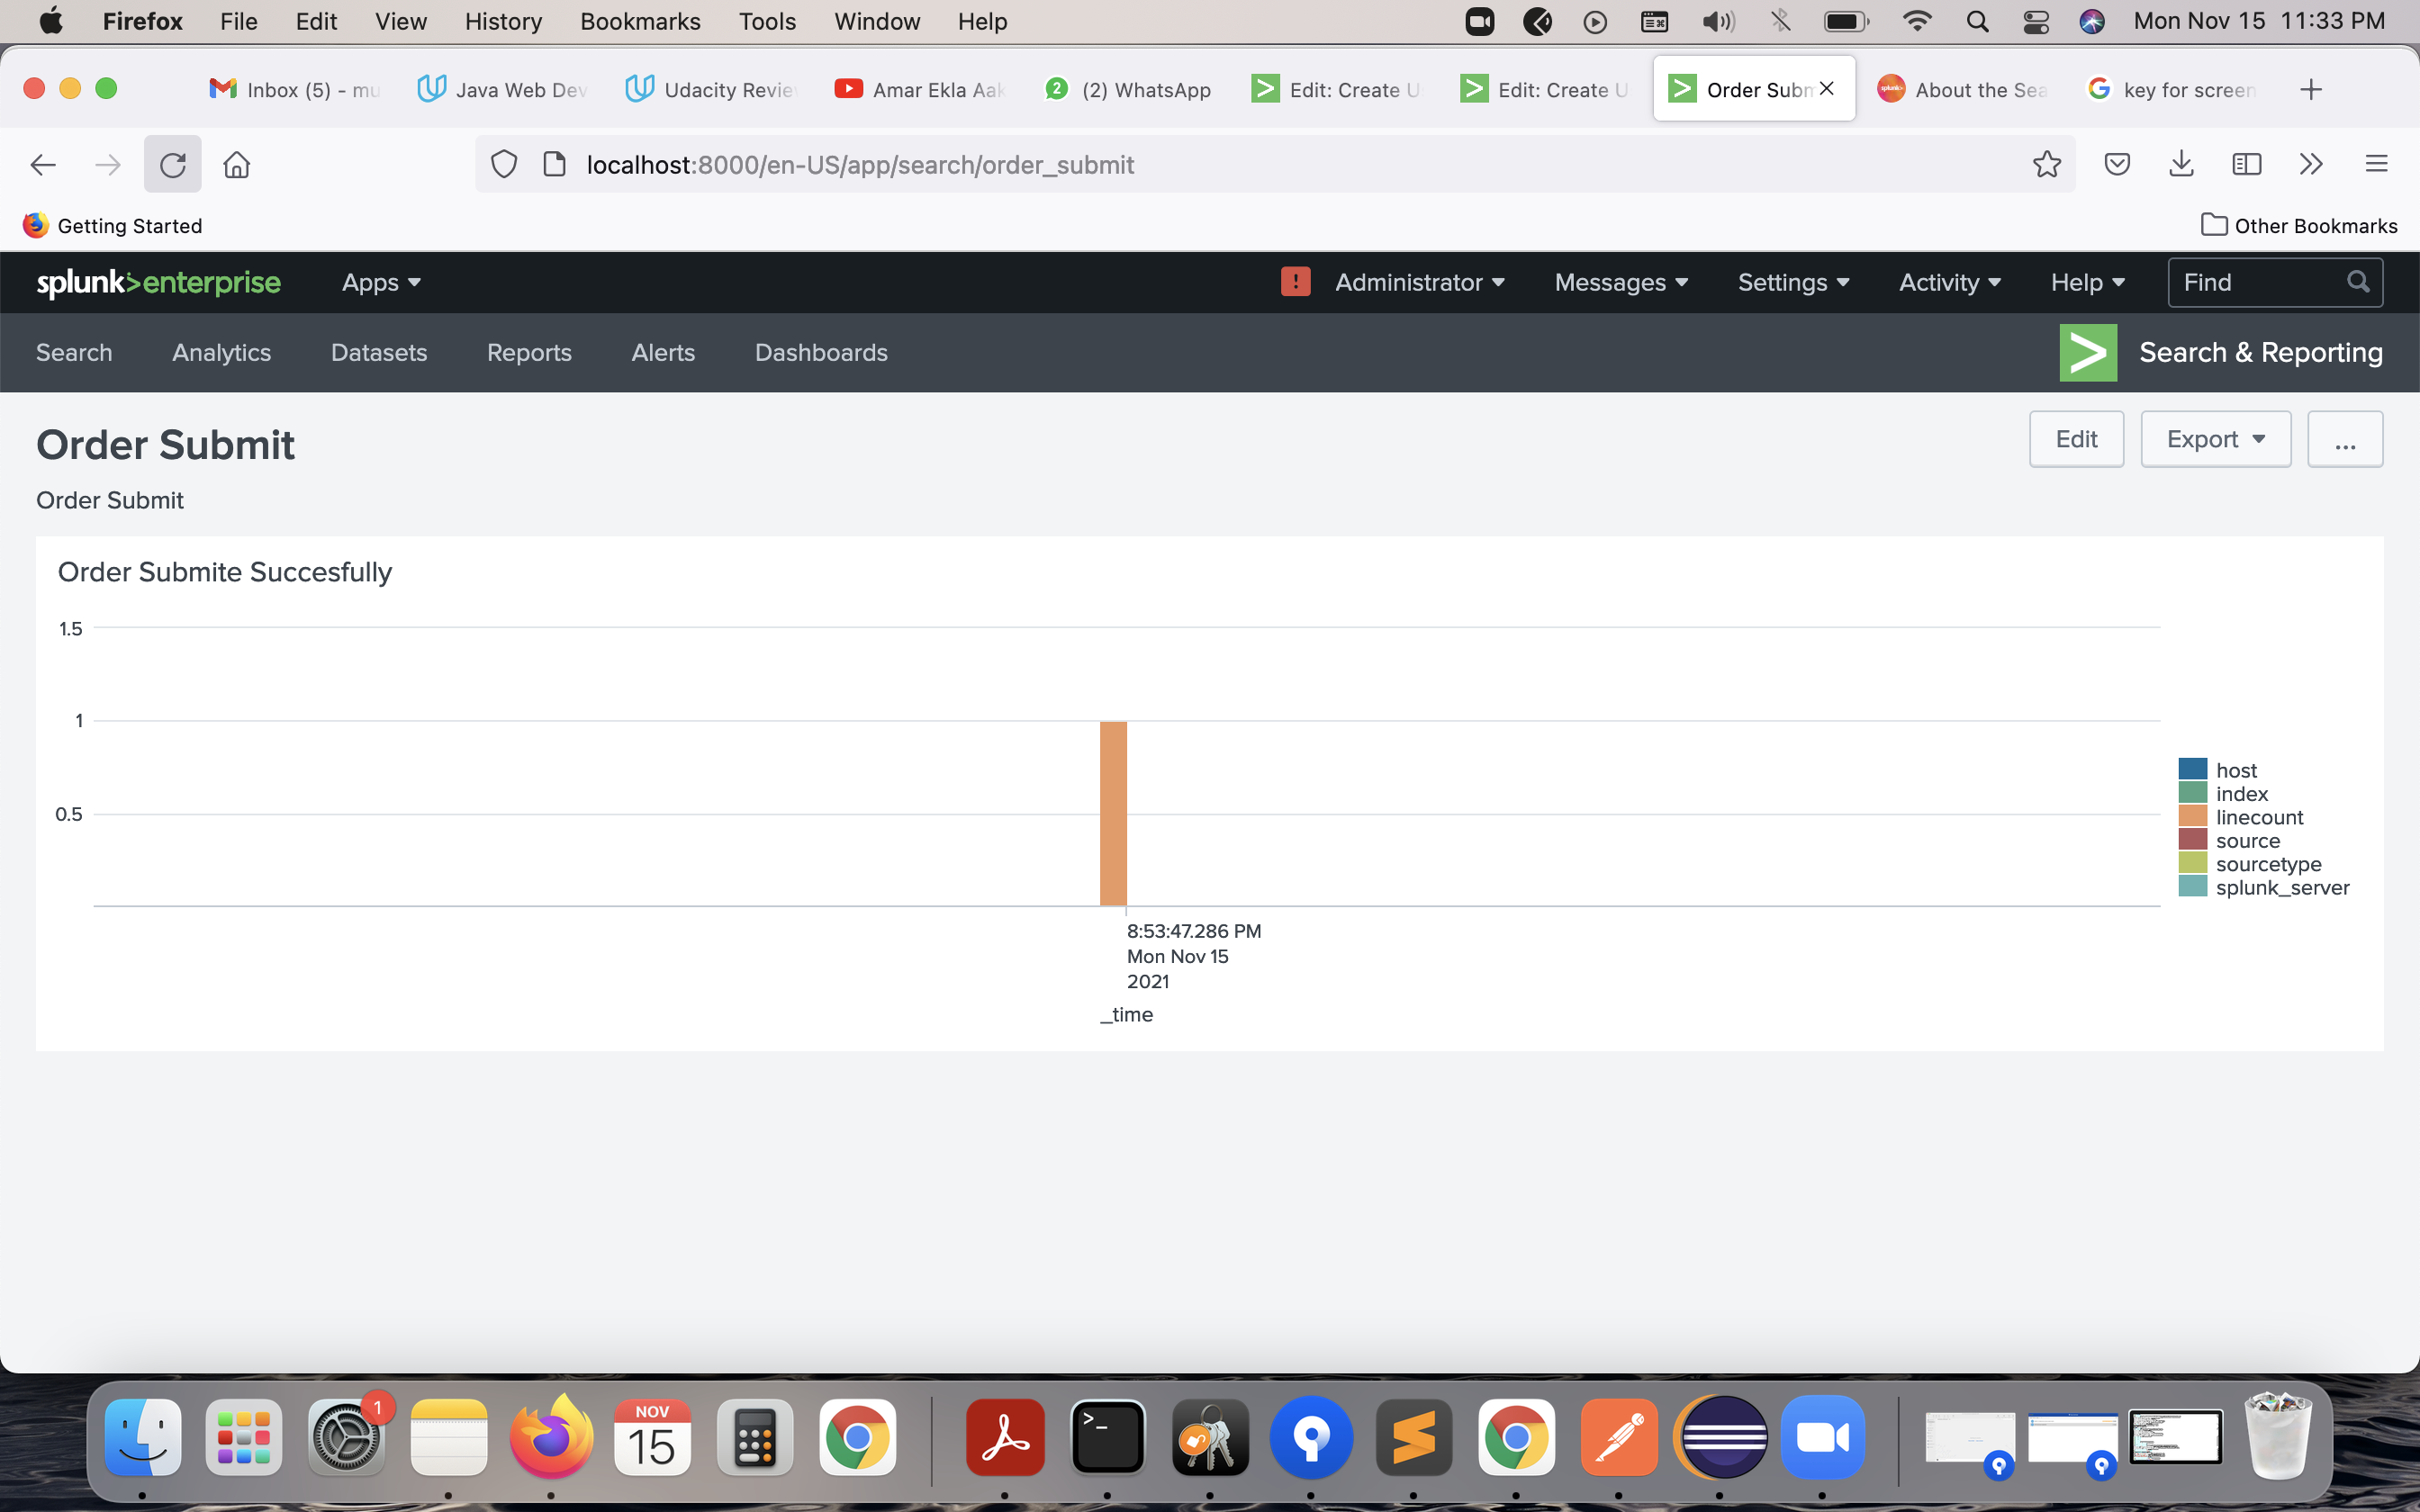 Firefox File Edit View History Bookmarks Tools Window Help Mon Nov 15 11:33 PM
Inbox (5) - mu Java Web Dev Udacity Revie Amar Ekla Aak 2 (2) WhatsApp Edit: Create U Edit: Create U Order Subm About the Sea key for screen
localhost:8000/en-US/app/search/order_submit
Getting Started Other Bookmarks
splunk>enterprise Apps ! Administrator Messages Settings Activity Help Find
Search Analytics Datasets Reports Alerts Dashboards > Search & Reporting
Order Submit Edit Export ...
Order Submit
Order Submite Succesfully
1.5
1
0.5
host
index
linecount
source
sourcetype
splunk_server
8:53:47.286 PM
Mon Nov 15
2021
_time
1
NOV
15
>_